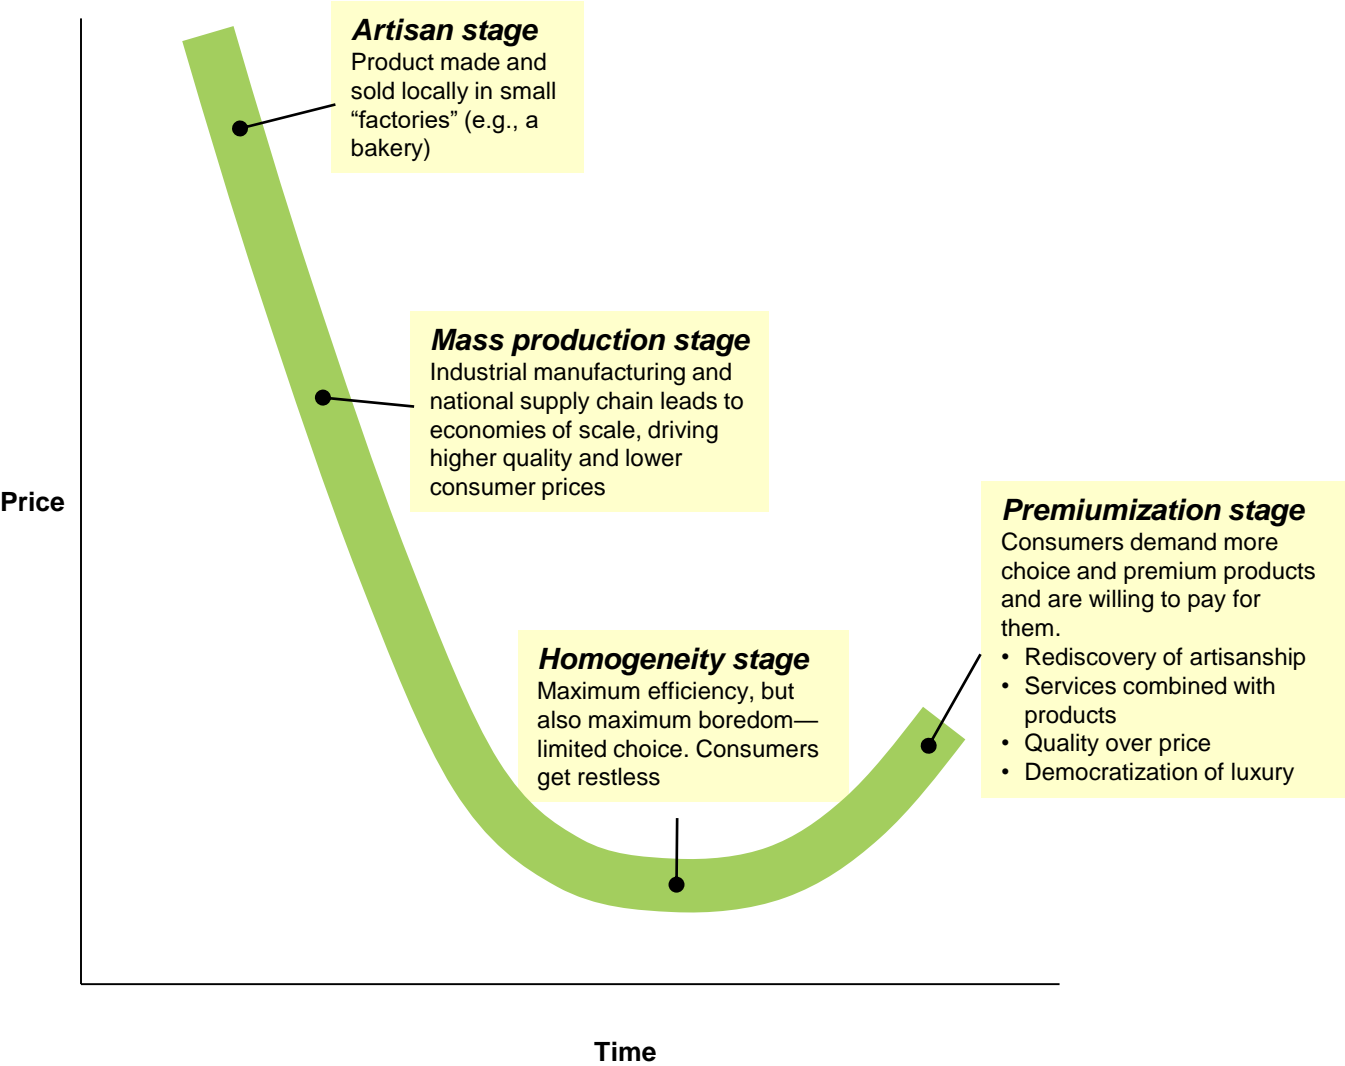 Artisan stage
Product made and
sold locally in small
“factories” (e.g., a
bakery)
Mass production stage
Industrial manufacturing and
national supply chain leads to
economies of scale, driving
higher quality and lower
consumer prices
Price
Premiumization stage
Consumers demand more
choice and premium products
and are willing to pay for
them.
• Rediscovery of artisanship
• Services combined with
products
• Quality over price
• Democratization of luxury
Homogeneity stage
Maximum efficiency, but
also maximum boredom—
limited choice. Consumers
get restless
Time